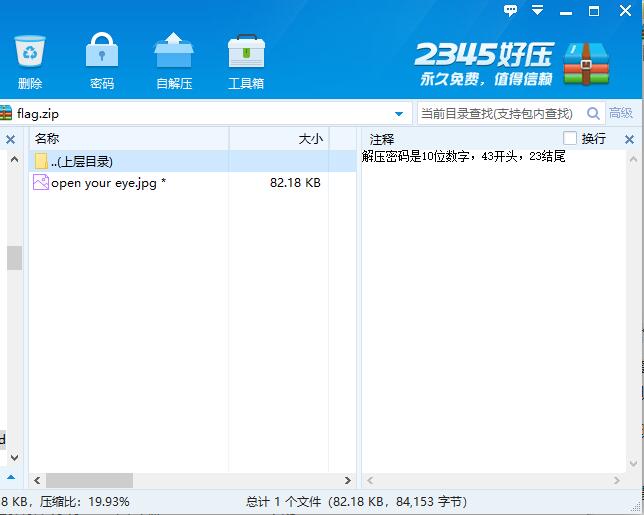 删除 密码 自解压 工具箱
2345好压
永久免费，值得信赖
flag.zip 当前目录查找(支持包内查找) 高级
名称 大小 注释 换行
..(上层目录)
解压密码是10位数字，43开头，23结尾
open your eye.jpg * 82.18 KB
d
8 KB，压缩比：19.93% 总计 1 个文件（82.18 KB，84,153 字节）